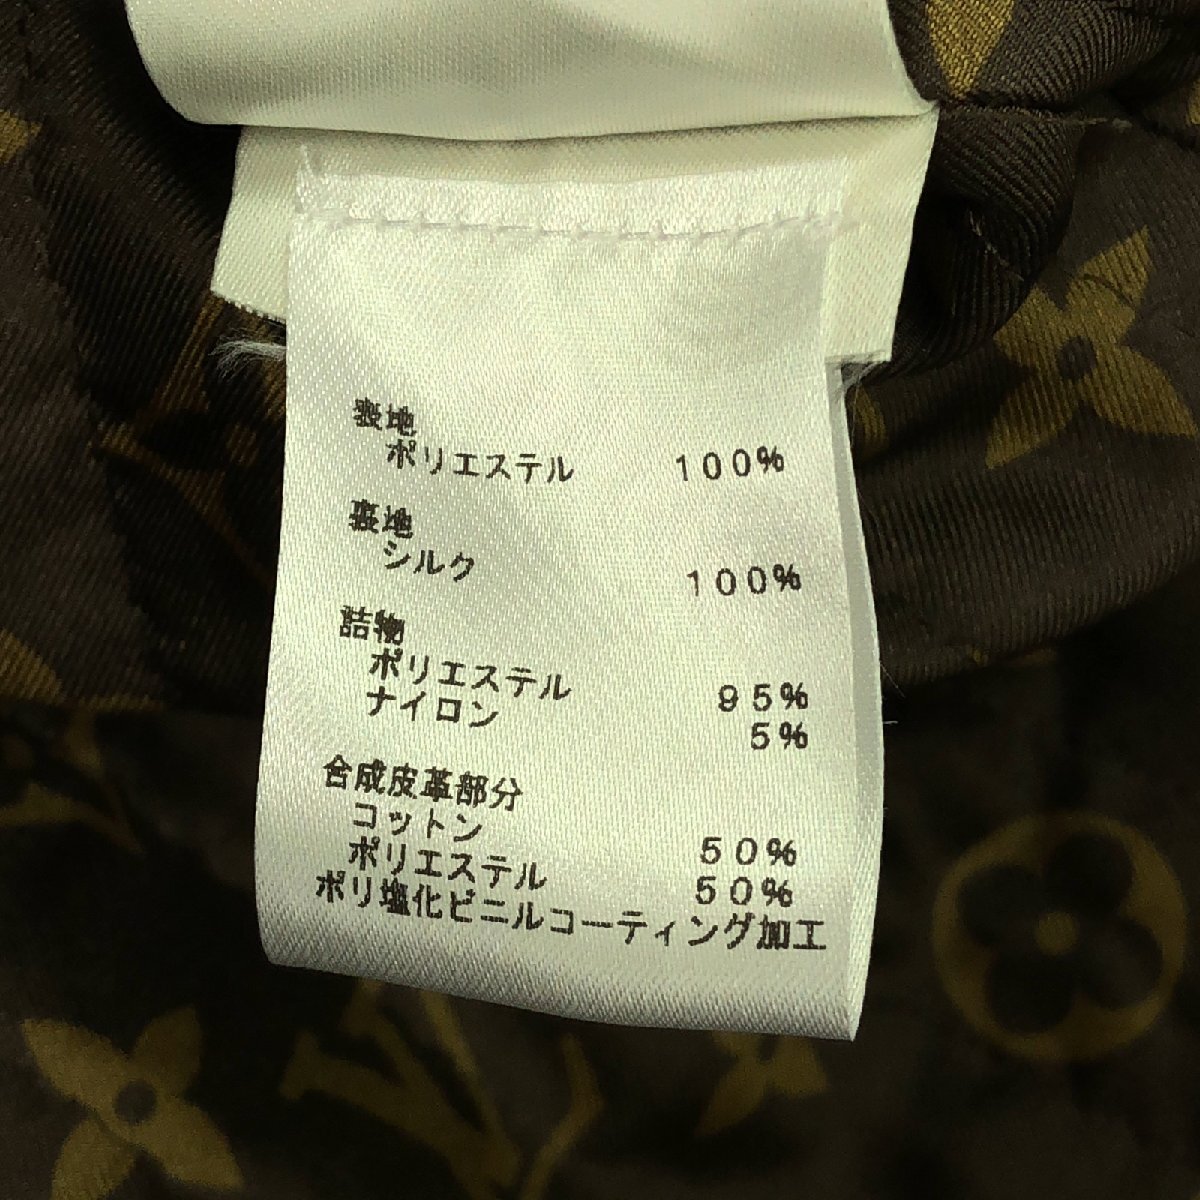 表地
ポリエステル 100%
裏地
シルク 100%
詰物
ポリエステル 95%
ナイロン 5%
合成皮革部分
コットン 50%
ポリエステル 50%
ポリ塩化ビニルコーティング加工